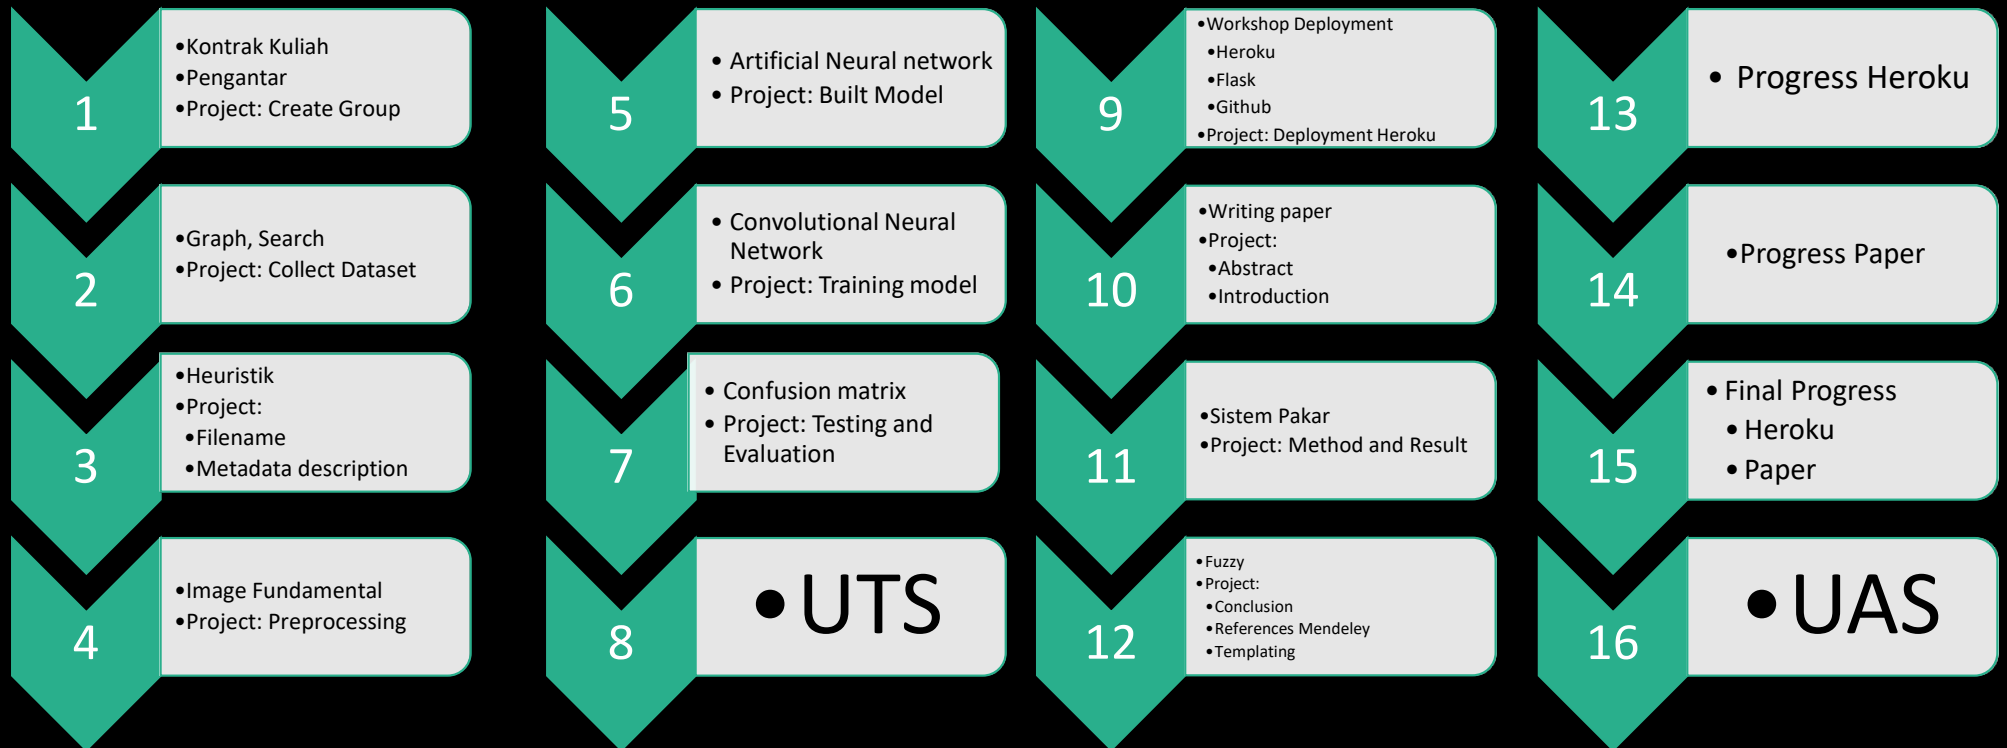 1
•Kontrak Kuliah
•Pengantar
•Project: Create Group
2
•Graph, Search
•Project: Collect Dataset
3
•Heuristik
•Project:
•Filename
•Metadata description
4
•Image Fundamental
•Project: Preprocessing
5
• Artificial Neural network
• Project: Built Model
6
• Convolutional Neural
Network
• Project: Training model
7
• Confusion matrix
• Project: Testing and
Evaluation
8
• UTS
9
•Workshop Deployment
•Heroku
•Flask
•Github
•Project: Deployment Heroku
10
•Writing paper
•Project:
•Abstract
•Introduction
11
•Sistem Pakar
•Project: Method and Result
12
•Fuzzy
•Project:
•Conclusion
•References Mendeley
•Templating
13
• Progress Heroku
14
•Progress Paper
15
• Final Progress
• Heroku
• Paper
16
• UAS